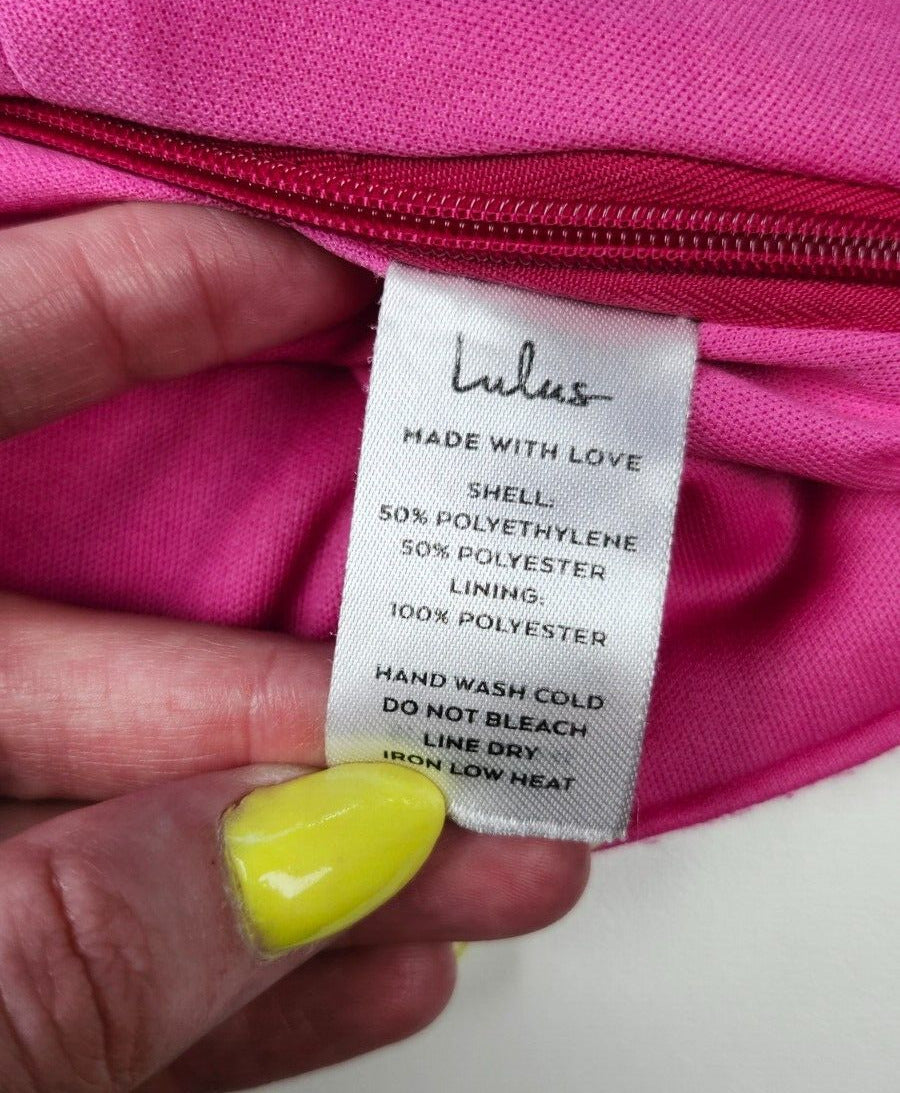 Lulus
MADE WITH LOVE
SHELL:
50% POLYETHYLENE
50% POLYESTER
LINING:
100% POLYESTER
HAND WASH COLD
DO NOT BLEACH
LINE DRY
IRON LOW HEAT